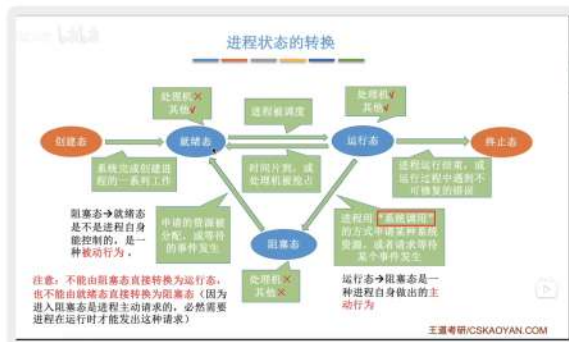 进程状态的转换
处理机×
其他√
进程被调度
处理机√
其他√
创建态
就绪态
运行态
终止态
系统完成创建进
程的一系列工作
时间片到，或
处理机被抢占
进程运行结束，或
运行过程中遇到不
可修复的错误
阻塞态→就绪态
是不是进程自身
能控制的，是一
种被动行为。
申请的资源被
分配，或等待
的事件发生
进程用“系统调用”
的方式申请某种系统
资源，或者请求等待
某个事件发生
阻塞态
处理机×
其他×
运行态→阻塞态是一
种进程自身做出的主
动行为
注意：不能由阻塞态直接转换为运行态，
也不能由就绪态直接转换为阻塞态（因为
进入阻塞态是进程主动请求的，必然需要
进程在运行时才能发出这种请求）
王道考研/CSKAOYAN.COM